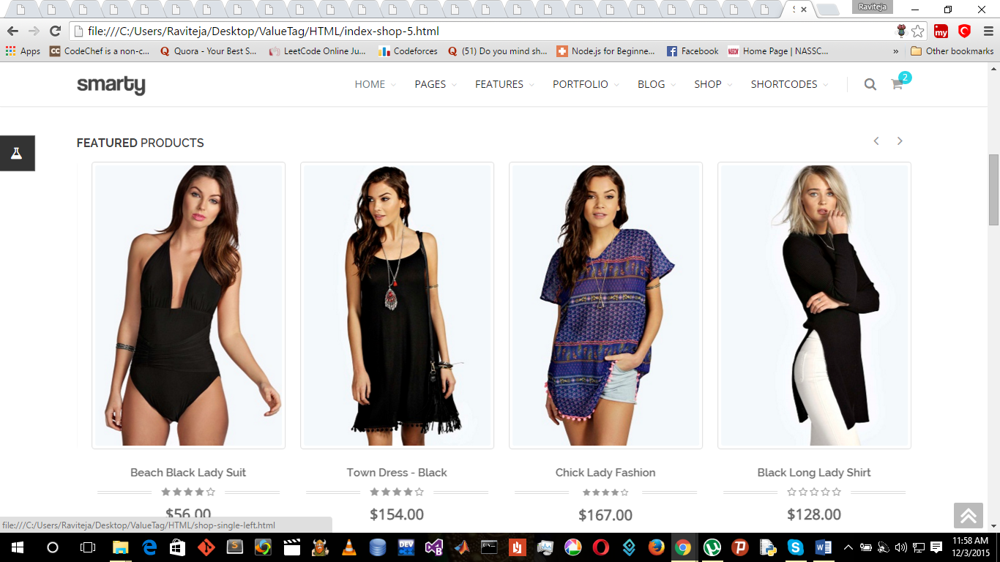 Raviteja
file:///C:/Users/Raviteja/Desktop/ValueTag/HTML/index-shop-5.html
my
Apps
CC CodeChef is a non-c...
Quora - Your Best S...
LeetCode Online Ju...
Codeforces
(51) Do you mind sh...
Node.js for Beginne...
Facebook
Home Page | NASSC...
»
Other bookmarks
smarty
HOME
PAGES
FEATURES
PORTFOLIO
BLOG
SHOP
SHORTCODES
2
FEATURED PRODUCTS
Beach Black Lady Suit
$56.00
Town Dress - Black
$154.00
Chick Lady Fashion
$167.00
Black Long Lady Shirt
$128.00
file:///C:/Users/Raviteja/Desktop/ValueTag/HTML/shop-single-left.html
DEV
11:58 AM
12/3/2015